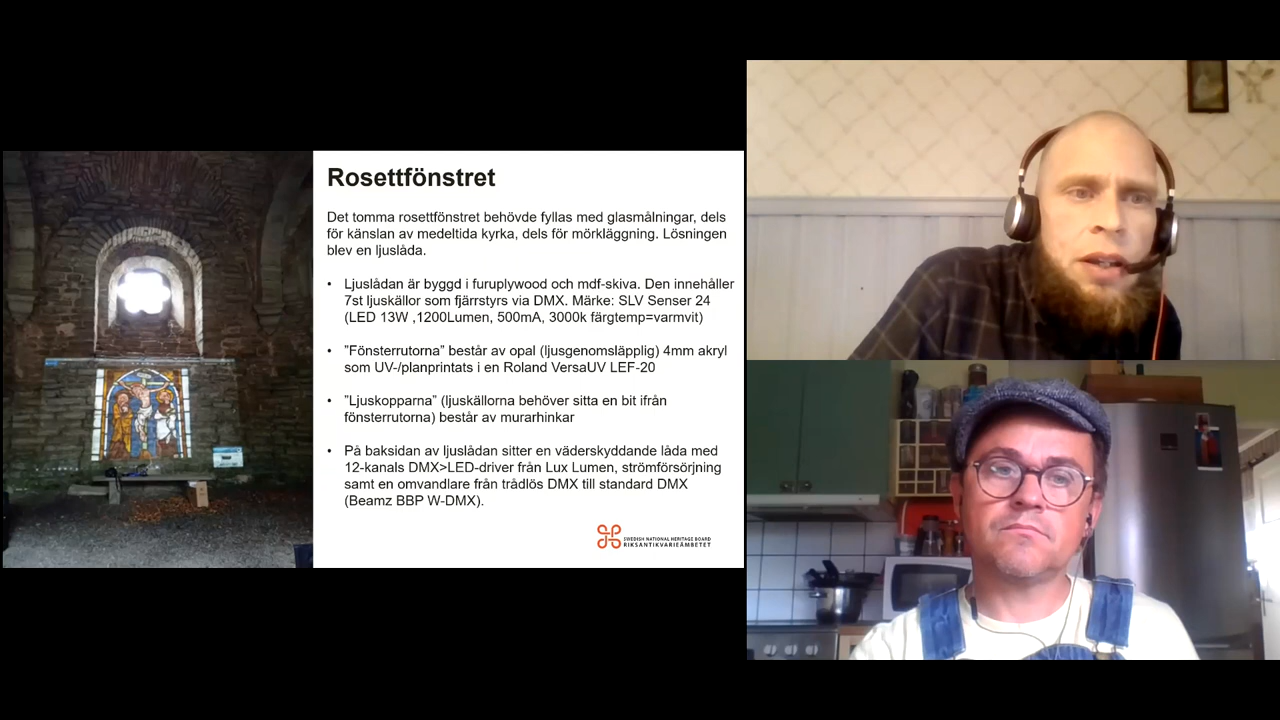 Rosettfönstret
Det tomma rosettfönstret behövde fyllas med glasmålningar, dels
för känslan av medeltida kyrka, dels för mörkläggning. Lösningen
blev en ljuslåda.
• Ljuslådan är byggd i furuplywood och mdf-skiva. Den innehåller
7st ljuskällor som fjärrstyrs via DMX. Märke: SLV Senser 24
(LED 13W ,1200Lumen, 500mA, 3000k färgtemp=varmvit)
• ”Fönsterrutorna” består av opal (ljusgenomsläpplig) 4mm akryl
som UV-/planprintats i en Roland VersaUV LEF-20
• ”Ljuskopparna” (ljuskällorna behöver sitta en bit ifrån
fönsterrutorna) består av murarhinkar
• På baksidan av ljuslådan sitter en väderskyddande låda med
12-kanals DMX>LED-driver från Lux Lumen, strömförsörjning
samt en omvandlare från trådlös DMX till standard DMX
(Beamz BBP W-DMX).
SWEDISH NATIONAL HERITAGE BOARD
RIKSANTIKVARIEÄMBETET